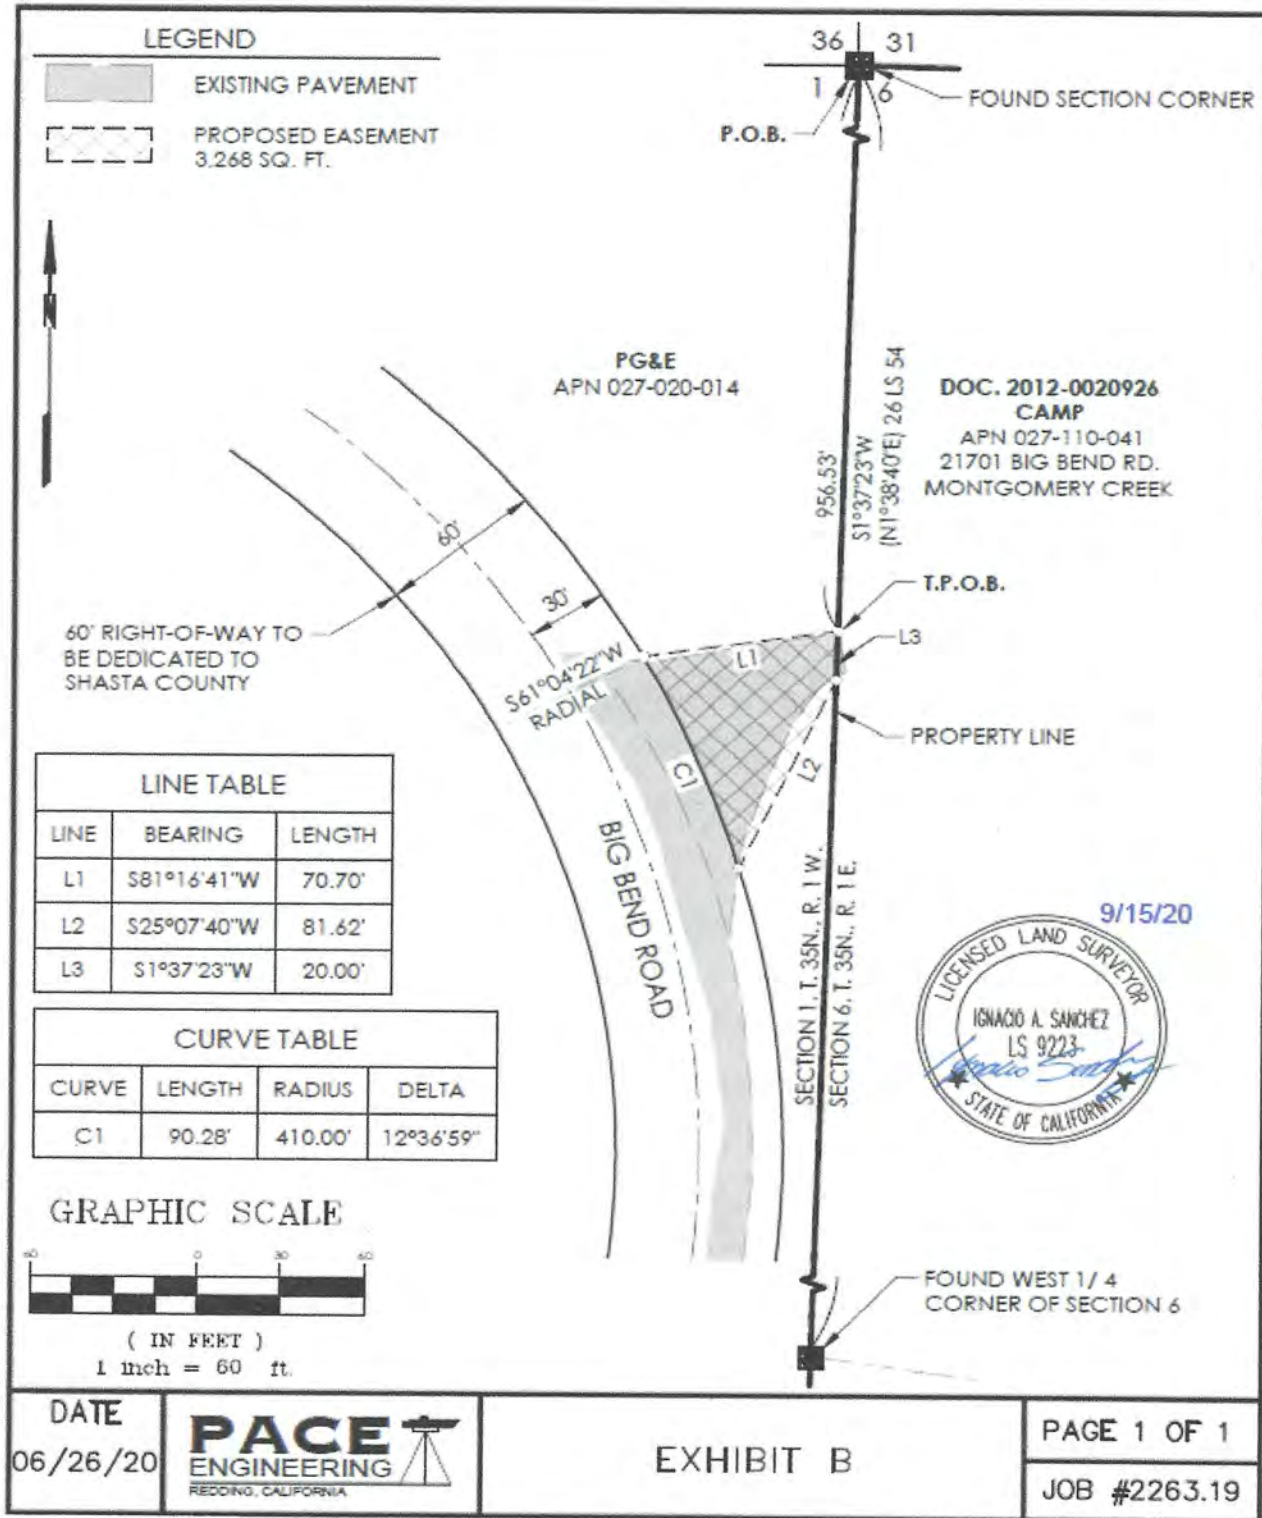 LEGEND
EXISTING PAVEMENT
PROPOSED EASEMENT
3,268 SQ. FT.
36 31
1 6
FOUND SECTION CORNER
P.O.B.
N
PG&E
APN 027-020-014
956.53'
S1°37'23"W
(N1°38'40"E) 26 LS 54
DOC. 2012-0020926
CAMP
APN 027-110-041
21701 BIG BEND RD.
MONTGOMERY CREEK
60'
30'
T.P.O.B.
60' RIGHT-OF-WAY TO
BE DEDICATED TO
SHASTA COUNTY
S61°04'22"W
RADIAL
L1
L3
PROPERTY LINE
L2
C1
BIG BEND ROAD
SECTION 1, T. 35N., R. 1 W.
SECTION 6, T. 35N., R. 1 E.
LINE TABLE
LINE BEARING LENGTH
L1 S81°16'41"W 70.70'
L2 S25°07'40"W 81.62'
L3 S1°37'23"W 20.00'
CURVE TABLE
CURVE LENGTH RADIUS DELTA
C1 90.28' 410.00' 12°36'59"
9/15/20
LICENSED LAND SURVEYOR
IGNACIO A. SANCHEZ
LS 9223
STATE OF CALIFORNIA
GRAPHIC SCALE
0 30 60
( IN FEET )
1 inch = 60 ft.
FOUND WEST 1/4
CORNER OF SECTION 6
DATE
06/26/20
PACE
ENGINEERING
REDDING, CALIFORNIA
EXHIBIT B
PAGE 1 OF 1
JOB #2263.19